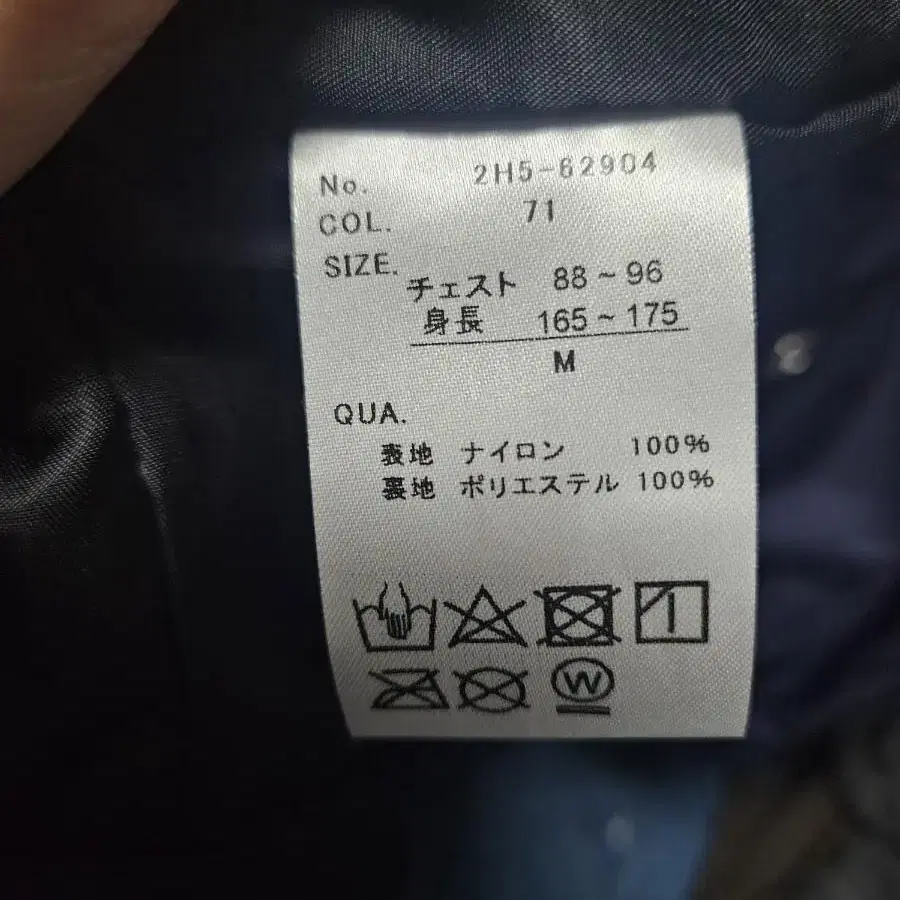 No. 2H5-62904
COL. 71
SIZE.
チェスト 88~96
身長 165~175
M
QUA.
表地 ナイロン 100%
裏地 ポリエステル 100%
W